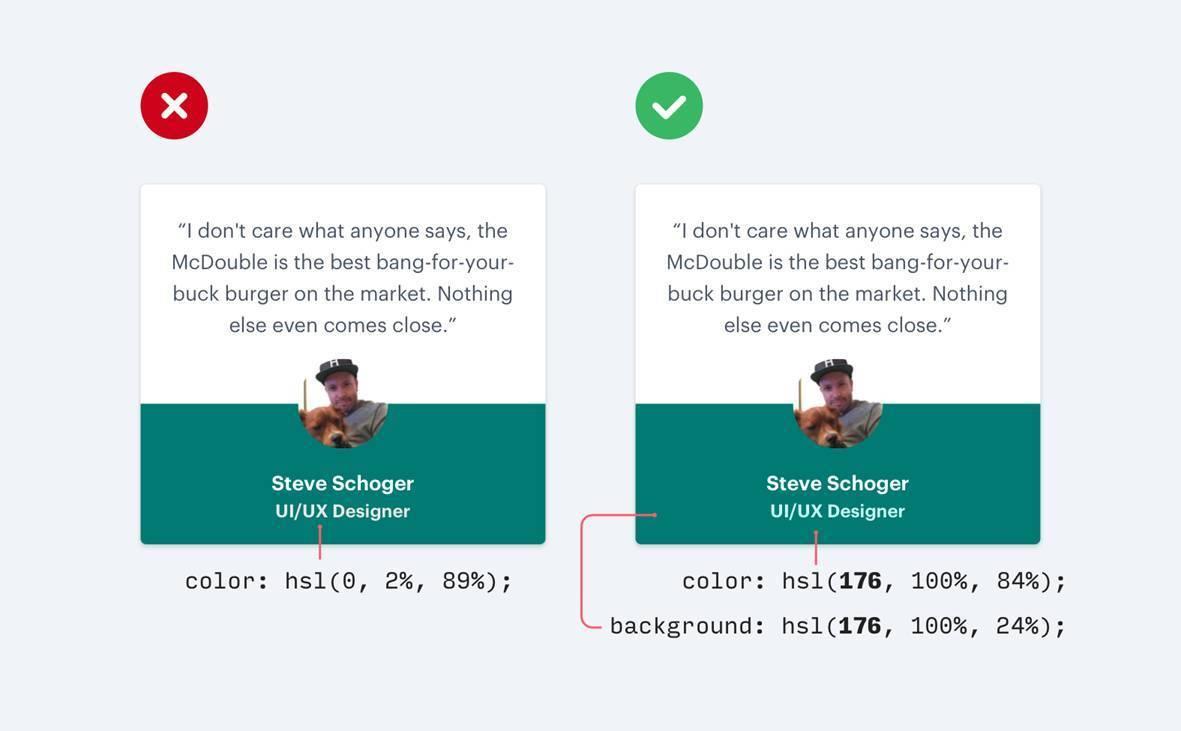 “I don't care what anyone says, the
McDouble is the best bang-for-your-
buck burger on the market. Nothing
else even comes close.”
H
Steve Schoger
UI/UX Designer
color: hsl(0, 2%, 89%);
“I don't care what anyone says, the
McDouble is the best bang-for-your-
buck burger on the market. Nothing
else even comes close.”
H
Steve Schoger
UI/UX Designer
color: hsl(176, 100%, 84%);
background: hsl(176, 100%, 24%);